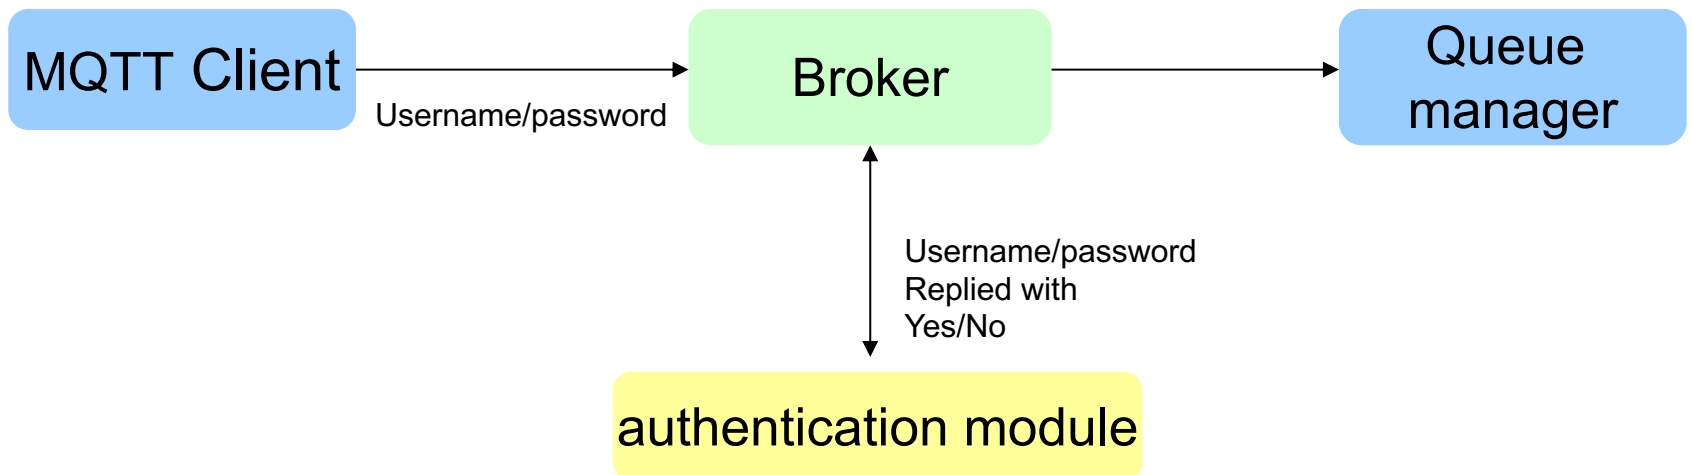 MQTT Client
Username/password
Broker
Queue
manager
Username/password
Replied with
Yes/No
authentication module